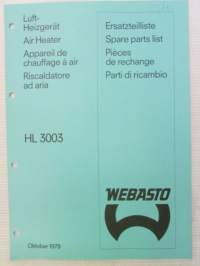 Luft-
Heizgerät
Air Heater
Appareil de
chauffage à air
Riscaldatore
ad aria
Ersatzteilliste
Spare parts list
Pièces
de rechange
Parti di ricambio
HL 3003
WEBASTO
Oktober 1979